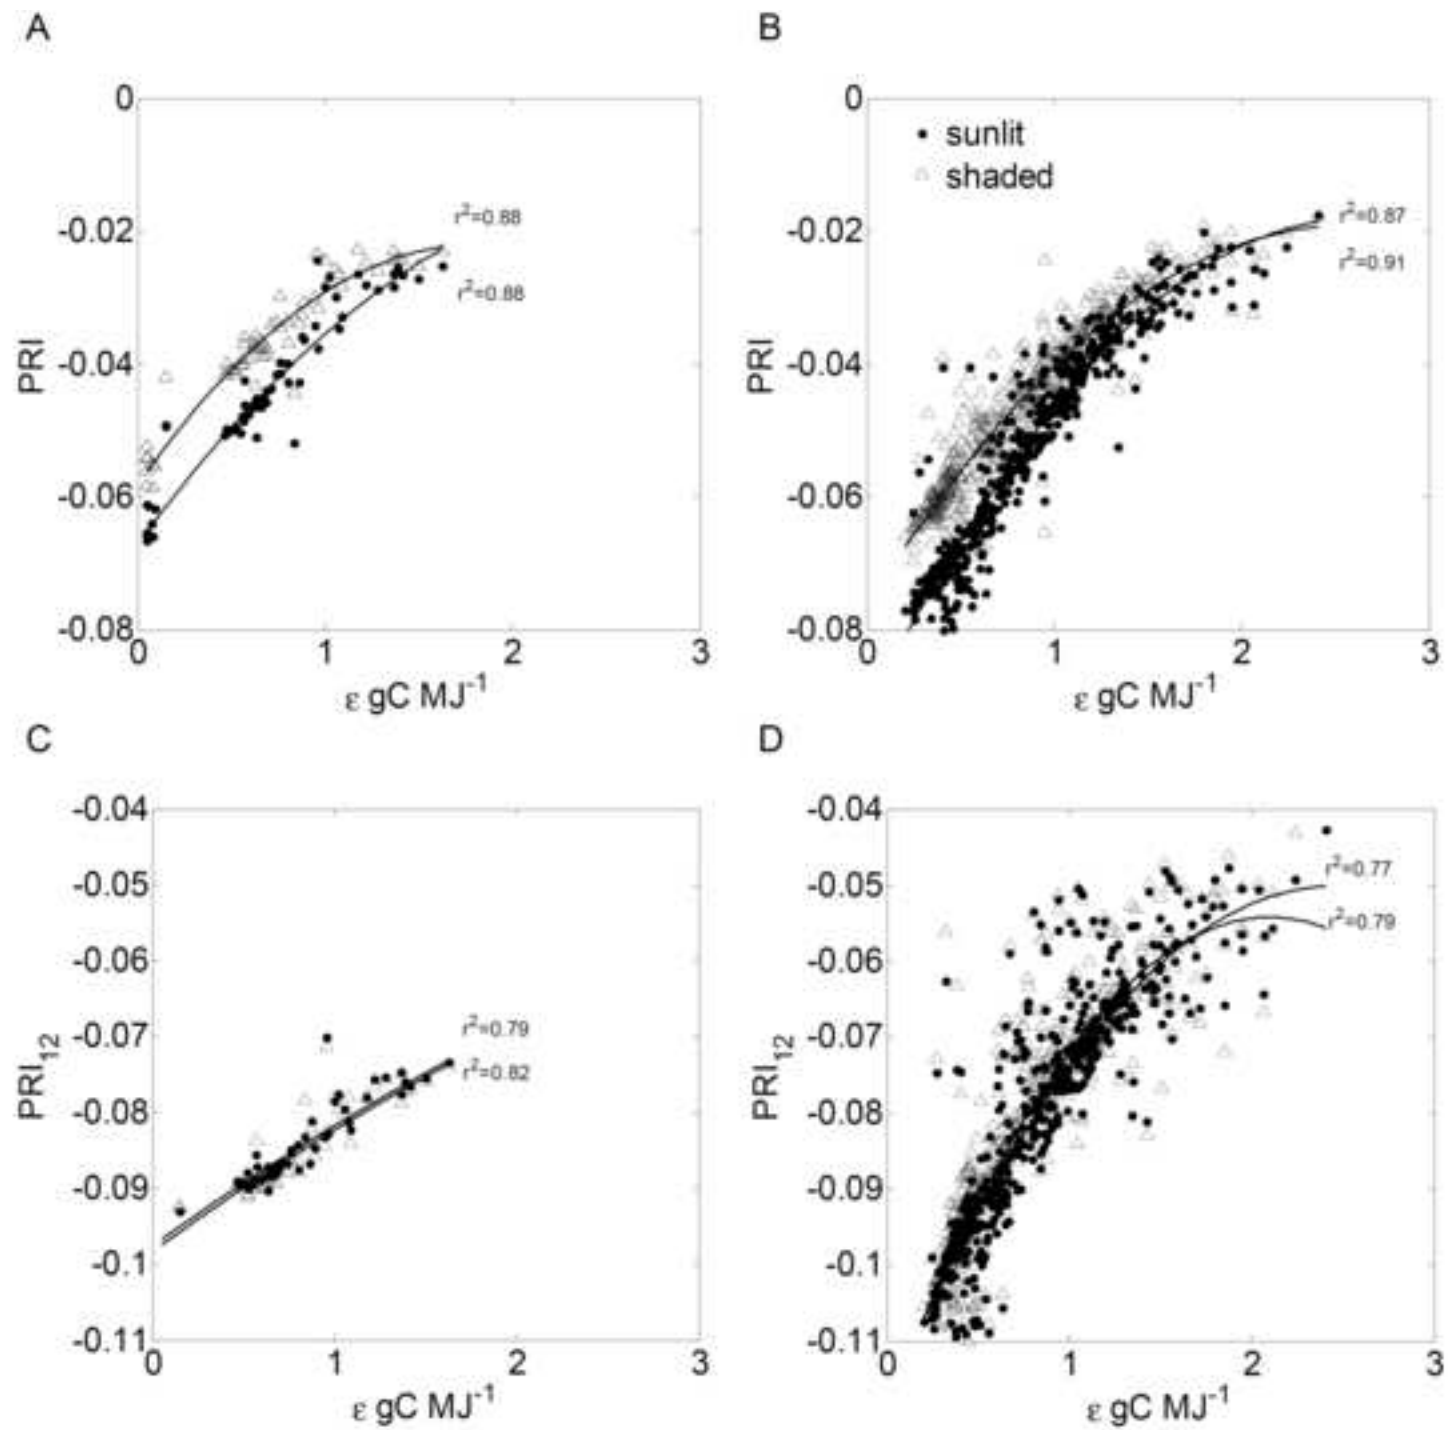 A
0
-0.02
-0.04
-0.06
-0.08
PRI
r²=0.88
r²=0.88
0 1 2 3
ε gC MJ⁻¹
B
0
-0.02
-0.04
-0.06
-0.08
PRI
sunlit
shaded
r²=0.87
r²=0.91
0 1 2 3
ε gC MJ⁻¹
C
-0.04
-0.05
-0.06
-0.07
-0.08
-0.09
-0.1
-0.11
PRI₁₂
r²=0.79
r²=0.82
0 1 2 3
ε gC MJ⁻¹
D
-0.04
-0.05
-0.06
-0.07
-0.08
-0.09
-0.1
-0.11
PRI₁₂
r²=0.77
r²=0.79
0 1 2 3
ε gC MJ⁻¹